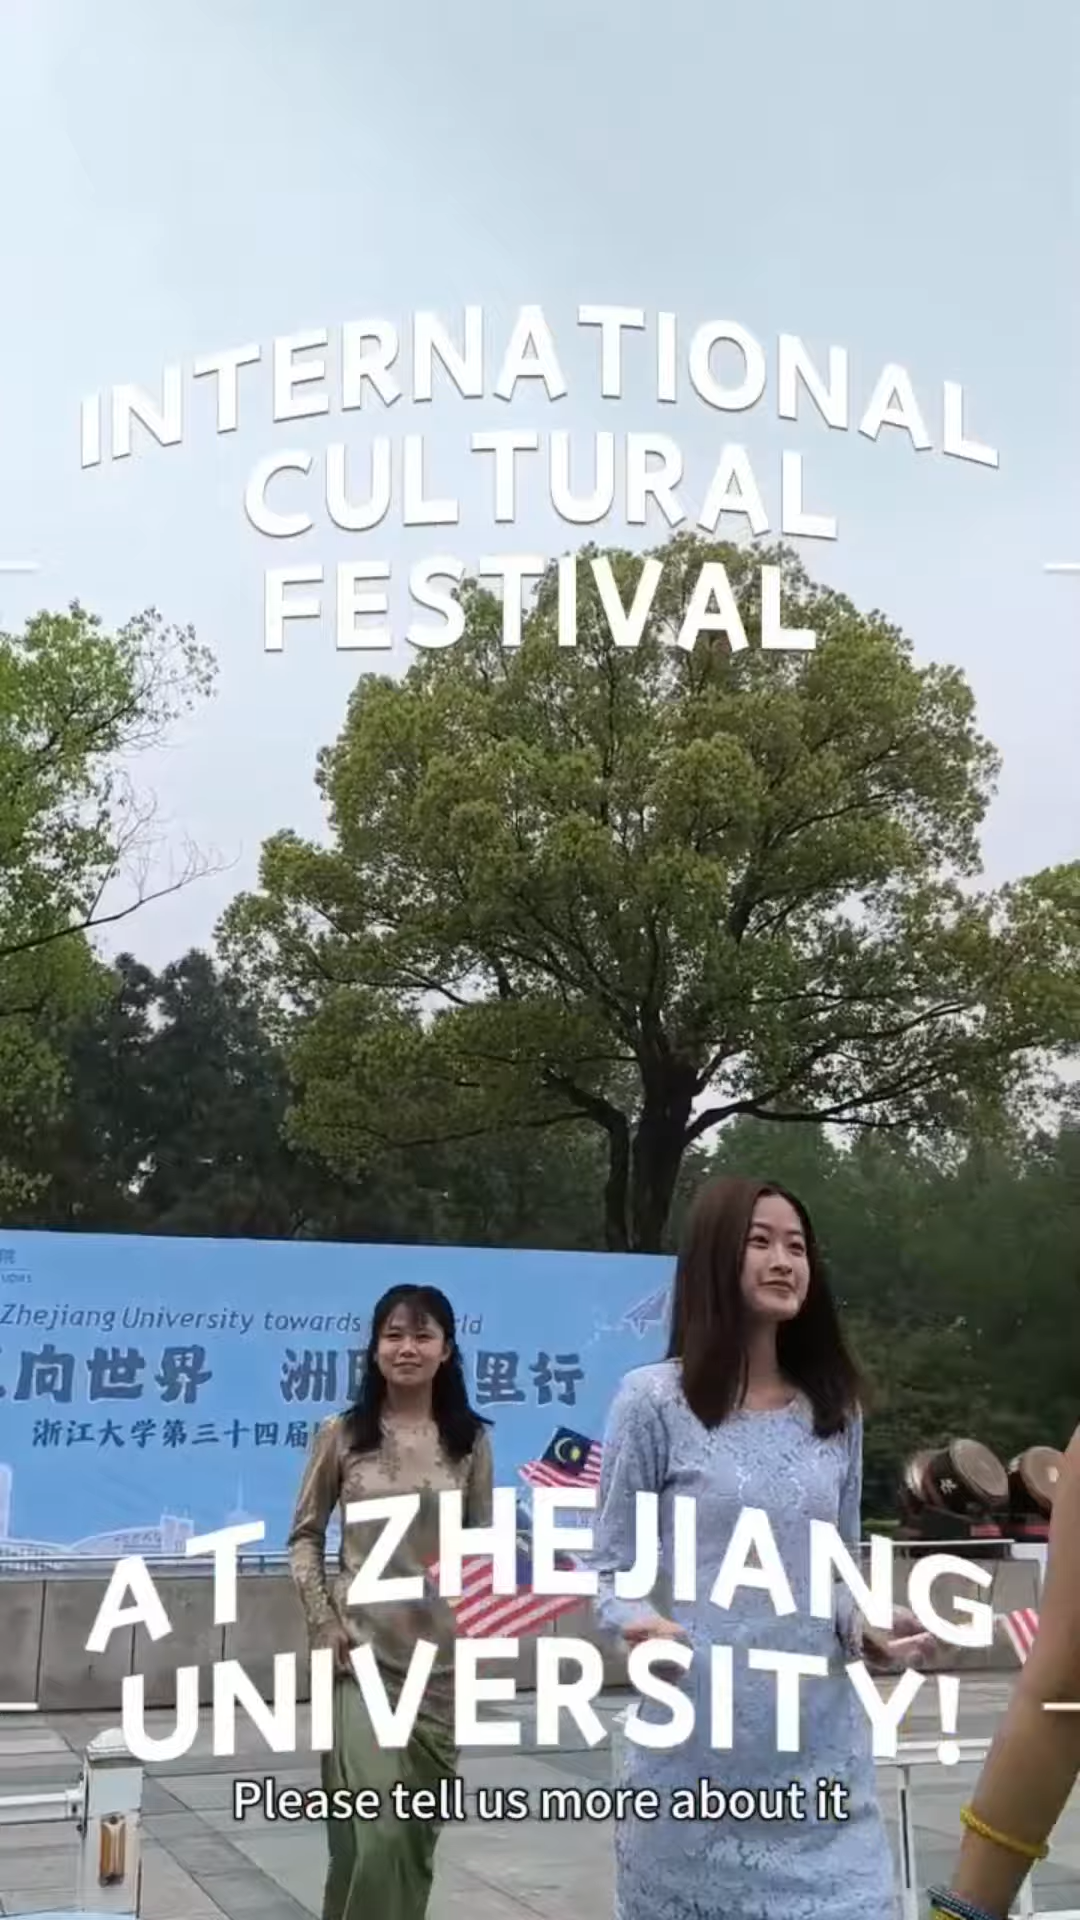 INTERNATIONAL
CULTURAL
FESTIVAL
院
Zhejiang University towards
向世界 洲 里行
浙江大学第三十四届
AT ZHEJIANG
UNIVERSITY!
Please tell us more about it